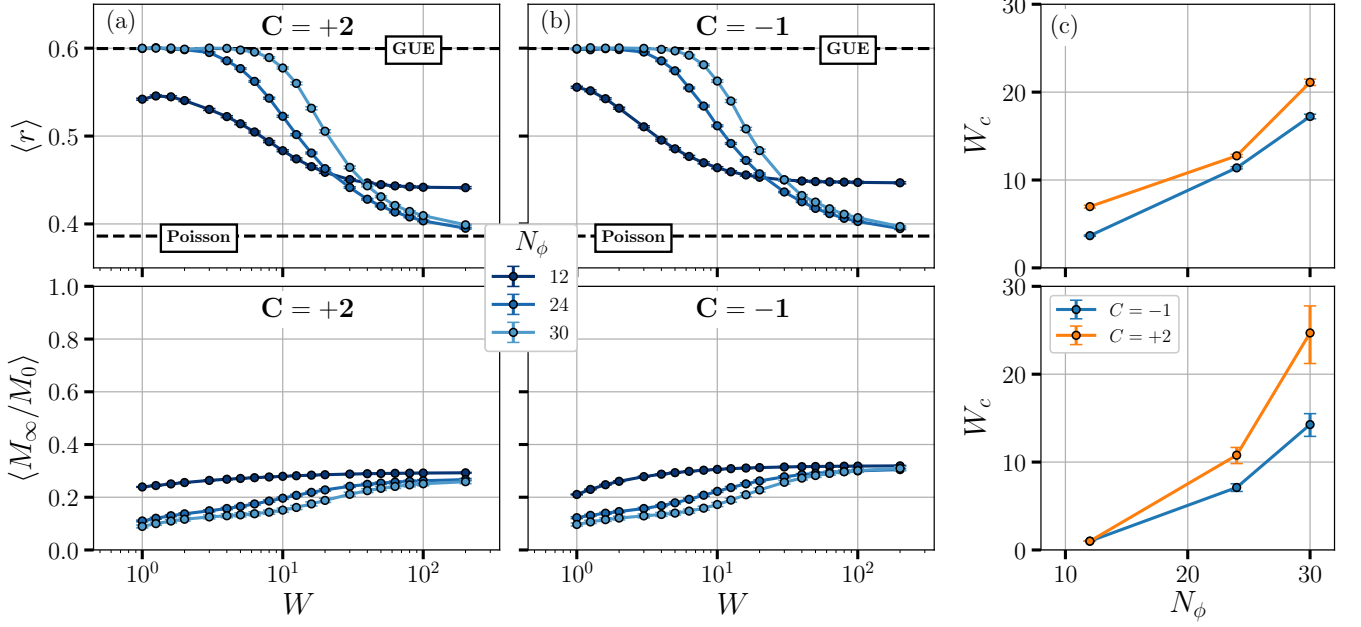 (a)
C = +2
GUE
Poisson
0.6
0.5
0.4
⟨r⟩
(b)
C = −1
GUE
Poisson
(c)
30
20
10
0
W_c
N_ϕ
12
24
30
C = +2
1.0
0.8
0.6
0.4
0.2
0.0
⟨M_∞/M_0⟩
10^0
10^1
10^2
W
C = −1
10^0
10^1
10^2
W
C = −1
C = +2
30
20
10
0
W_c
10
20
30
N_ϕ